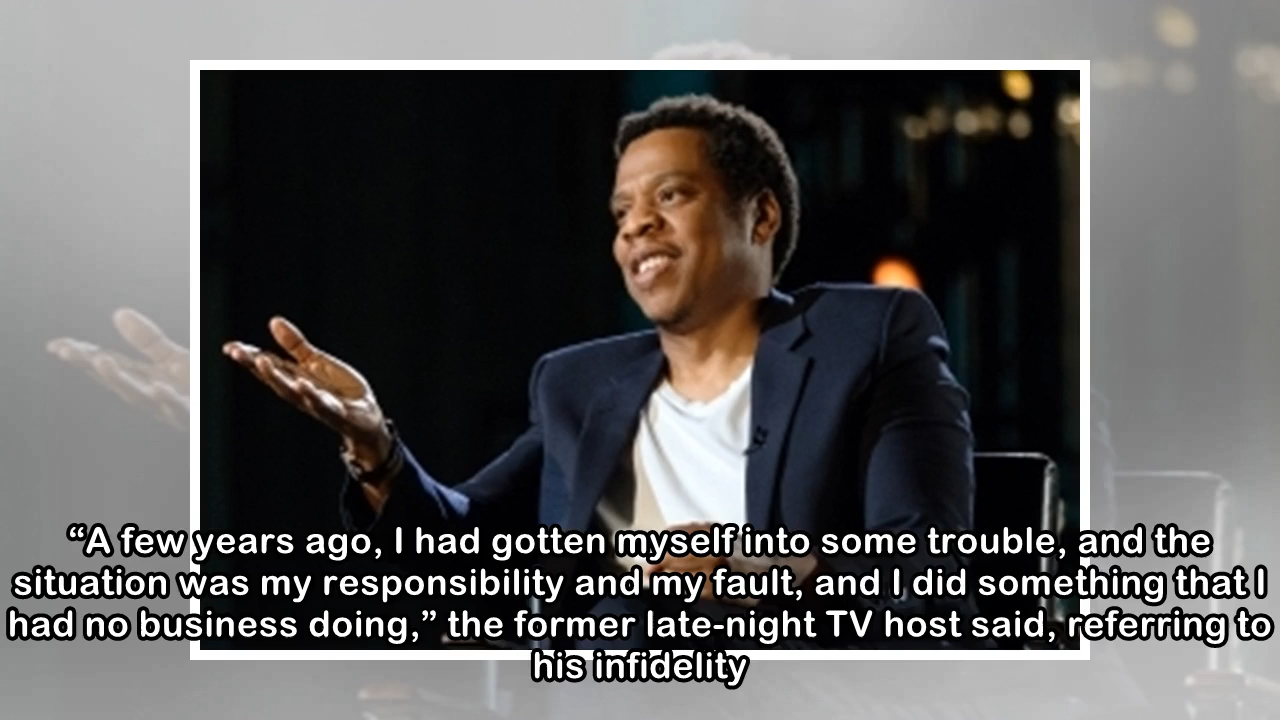 “A few years ago, I had gotten myself into some trouble, and the
situation was my responsibility and my fault, and I did something that I
had no business doing,” the former late-night TV host said, referring to
his infidelity